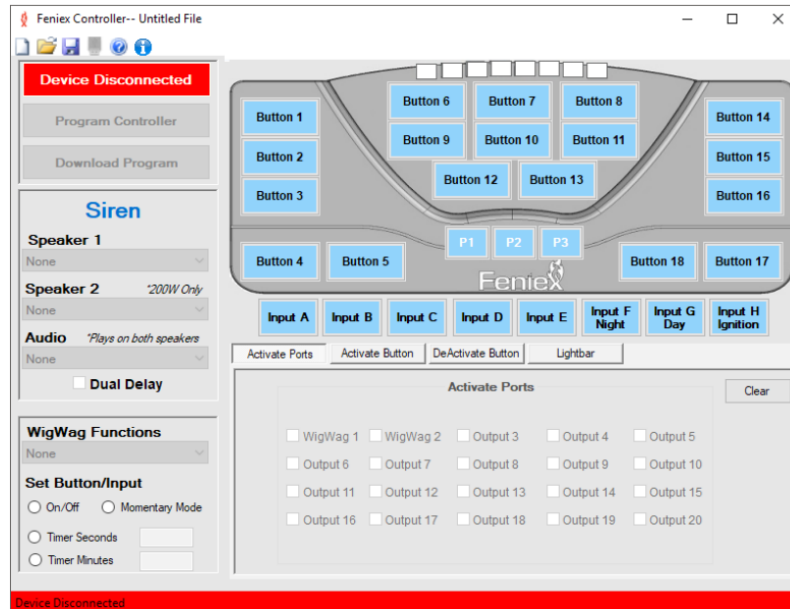 Feniex Controller-- Untitled File
Device Disconnected
Program Controller
Download Program
Siren
Speaker 1
None
Speaker 2 *200W Only
None
Audio *Plays on both speakers
None
Dual Delay
WigWag Functions
None
Set Button/Input
On/Off Momentary Mode
Timer Seconds
Timer Minutes
Button 6 Button 7 Button 8
Button 1 Button 14
Button 9 Button 10 Button 11
Button 2 Button 15
Button 12 Button 13
Button 3 Button 16
P1 P2 P3
Button 4 Button 5 Button 18 Button 17
Feniex
Input A Input B Input C Input D Input E Input F Night Input G Day Input H Ignition
Activate Ports Activate Button DeActivate Button Lightbar
Activate Ports
Clear
WigWag 1 WigWag 2 Output 3 Output 4 Output 5
Output 6 Output 7 Output 8 Output 9 Output 10
Output 11 Output 12 Output 13 Output 14 Output 15
Output 16 Output 17 Output 18 Output 19 Output 20
Device Disconnected